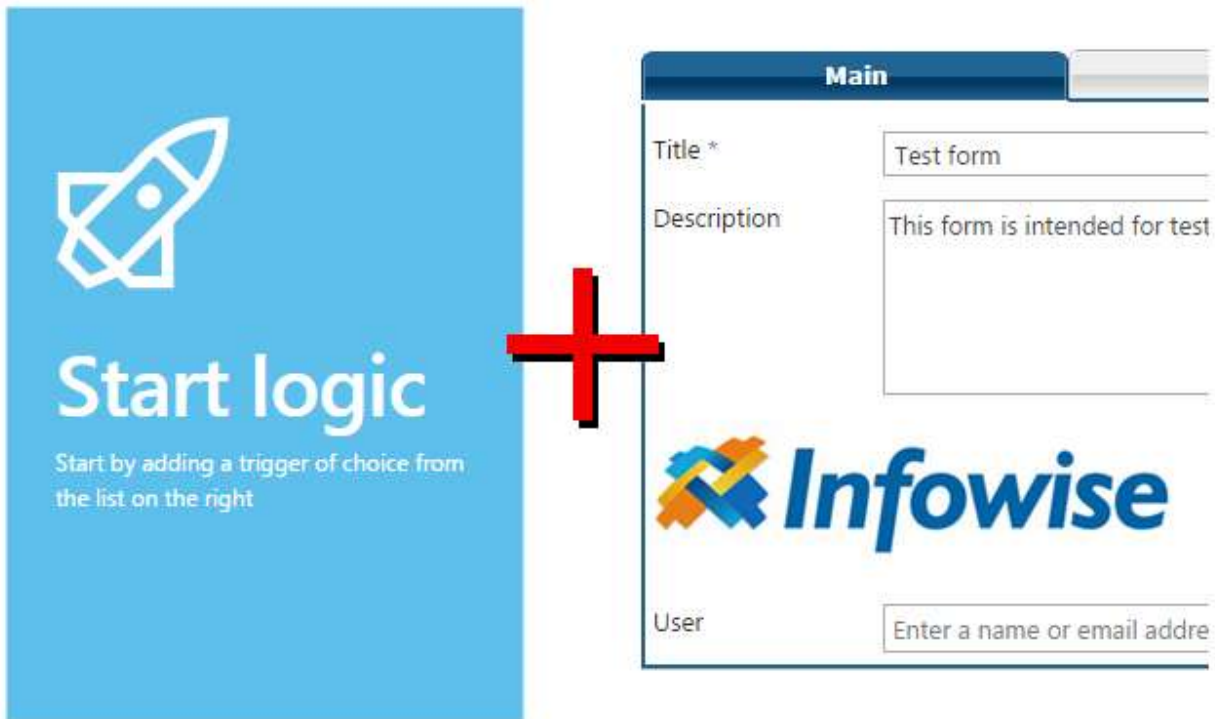 Start logic
Start by adding a trigger of choice from
the list on the right
Main
Title *
Test form
Description
This form is intended for test
Infowise
User
Enter a name or email addre